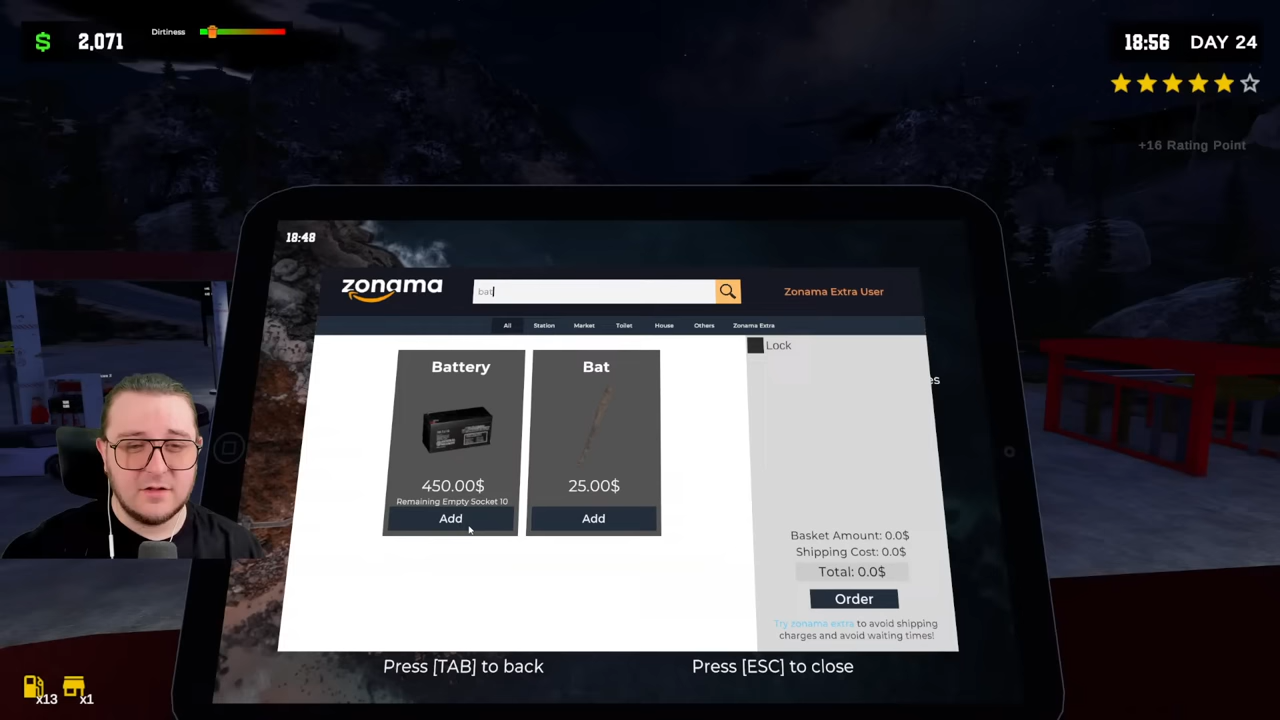 $ 2,071
Dirtiness
18:56 DAY 24
+16 Rating Point
18:48
zonama
bat
Zonama Extra User
All Station Market Toilet House Others Zonama Extra
Lock
es
Battery
450.00$
Remaining Empty Socket 10
Add
Bat
25.00$
Add
Basket Amount: 0.0$
Shipping Cost: 0.0$
Total: 0.0$
Order
Try zonama extra to avoid shipping
charges and avoid waiting times!
Press [TAB] to back
Press [ESC] to close
x13
x1